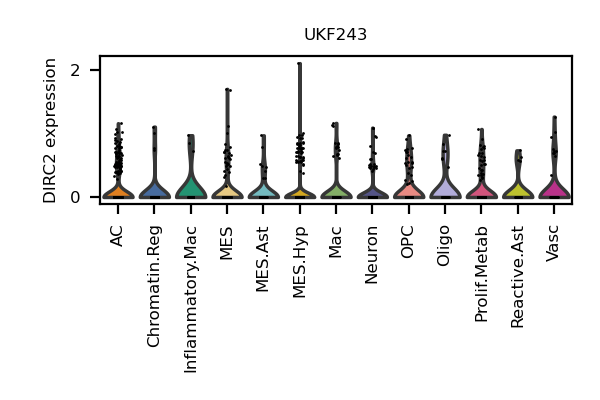 UKF243
DIRC2 expression
2
0
AC
Chromatin.Reg
Inflammatory.Mac
MES
MES.Ast
MES.Hyp
Mac
Neuron
OPC
Oligo
Prolif.Metab
Reactive.Ast
Vasc